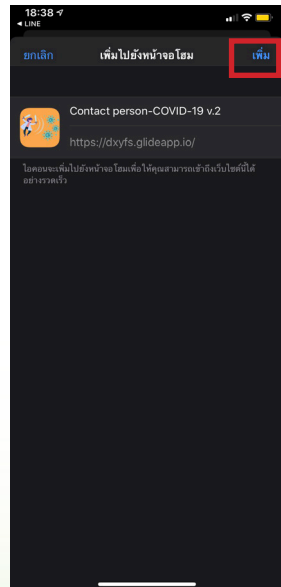 18:38
◀ LINE
ยกเลิก เพิ่มไปยังหน้าจอโฮม เพิ่ม
Contact person-COVID-19 v.2
https://dxyfs.glideapp.io/
ไอคอนจะเพิ่มไปยังหน้าจอโฮมเพื่อให้คุณสามารถเข้าถึงเว็บไซต์นี้ได้
อย่างรวดเร็ว